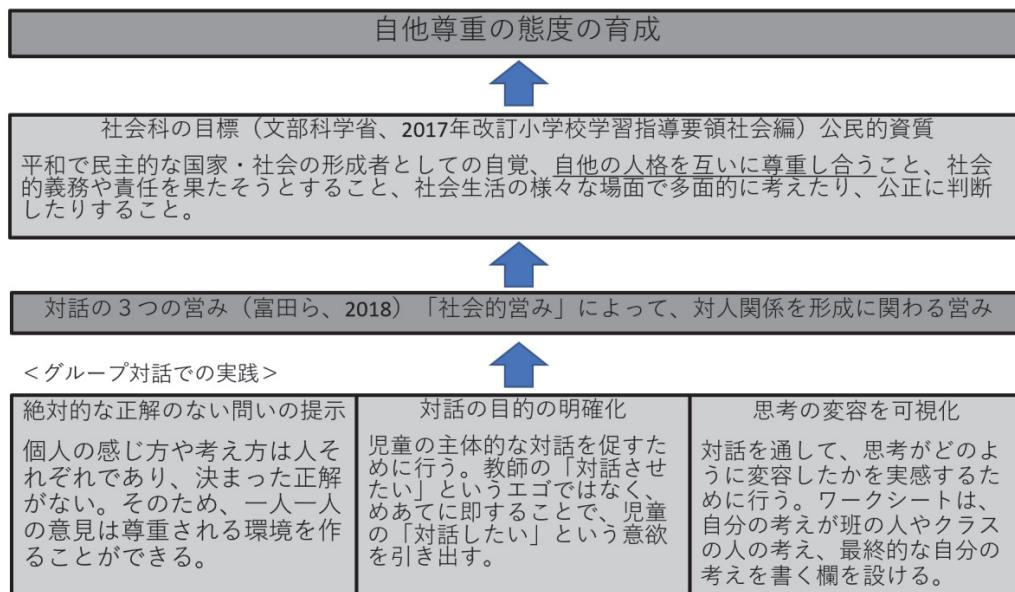 自他尊重の態度の育成
社会科の目標（文部科学省、2017年改訂小学校学習指導要領社会編）公民的資質
平和で民主的な国家・社会の形成者としての自覚、自他の人格を互いに尊重し合うこと、社会
的義務や責任を果たそうとすること、社会生活の様々な場面で多面的に考えたり、公正に判断
したりすること。
対話の３つの営み（富田ら、2018）「社会的営み」によって、対人関係を形成に関わる営み
＜グループ対話での実践＞
絶対的な正解のない問いの提示
個人の感じ方や考え方は人そ
れぞれであり、決まった正解
がない。そのため、一人一人
の意見は尊重される環境を作
ることができる。
対話の目的の明確化
児童の主体的な対話を促すた
めに行う。教師の「対話させ
たい」というエゴではなく、
めあてに即することで、児童
の「対話したい」という意欲
を引き出す。
思考の変容を可視化
対話を通して、思考がどのよ
うに変容したかを実感するた
めに行う。ワークシートは、
自分の考えが班の人やクラス
の人の考え、最終的な自分の
考えを書く欄を設ける。